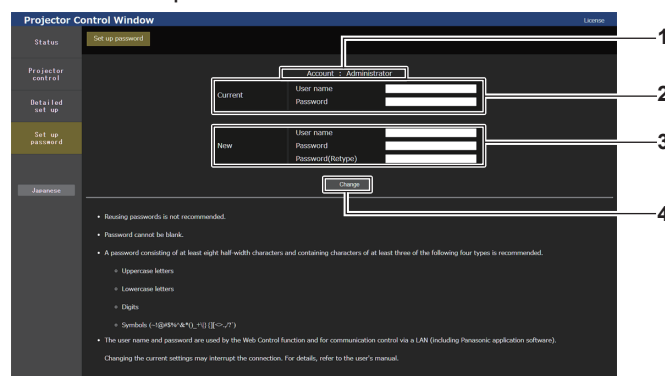 Projector Control Window
License
Status
Set up password
1
Account : Administrator
Projector
control
Current
User name
2
Password
Detailed
set up
Set up
password
New
User name
3
Password
Password(Retype)
Japanese
Change
4
• Reusing passwords is not recommended.
• Password cannot be blank.
• A password consisting of at least eight half-width characters and containing characters of at least three of the following four types is recommended.
Uppercase letters
Lowercase letters
Digits
Symbols (~!@#$%^&*()_+\|{}[]<>.,/?`)
• The user name and password are used by the Web Control function and for communication control via a LAN (including Panasonic application software).
Changing the current settings may interrupt the connection. For details, refer to the user's manual.